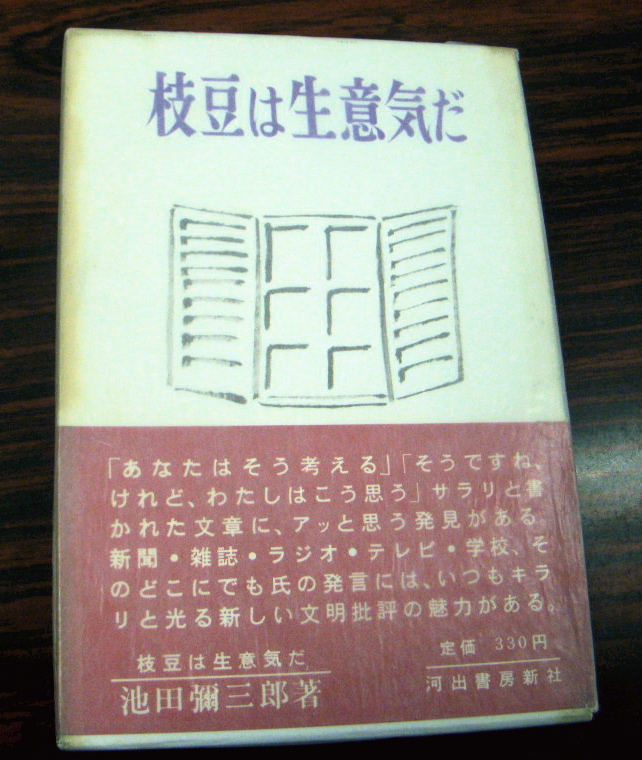 枝豆は生意気だ
「あなたはそう考える」「そうですね、
けれど、わたしはこう思う」サラリと書
かれた文章に、アッと思う発見がある。
新聞・雑誌・ラジオ・テレビ・学校、そ
のどこにでも氏の発言には、いつもキラ
リと光る新しい文明批評の魅力がある。
枝豆は生意気だ
池田彌三郎著
定価 330円
河出書房新社